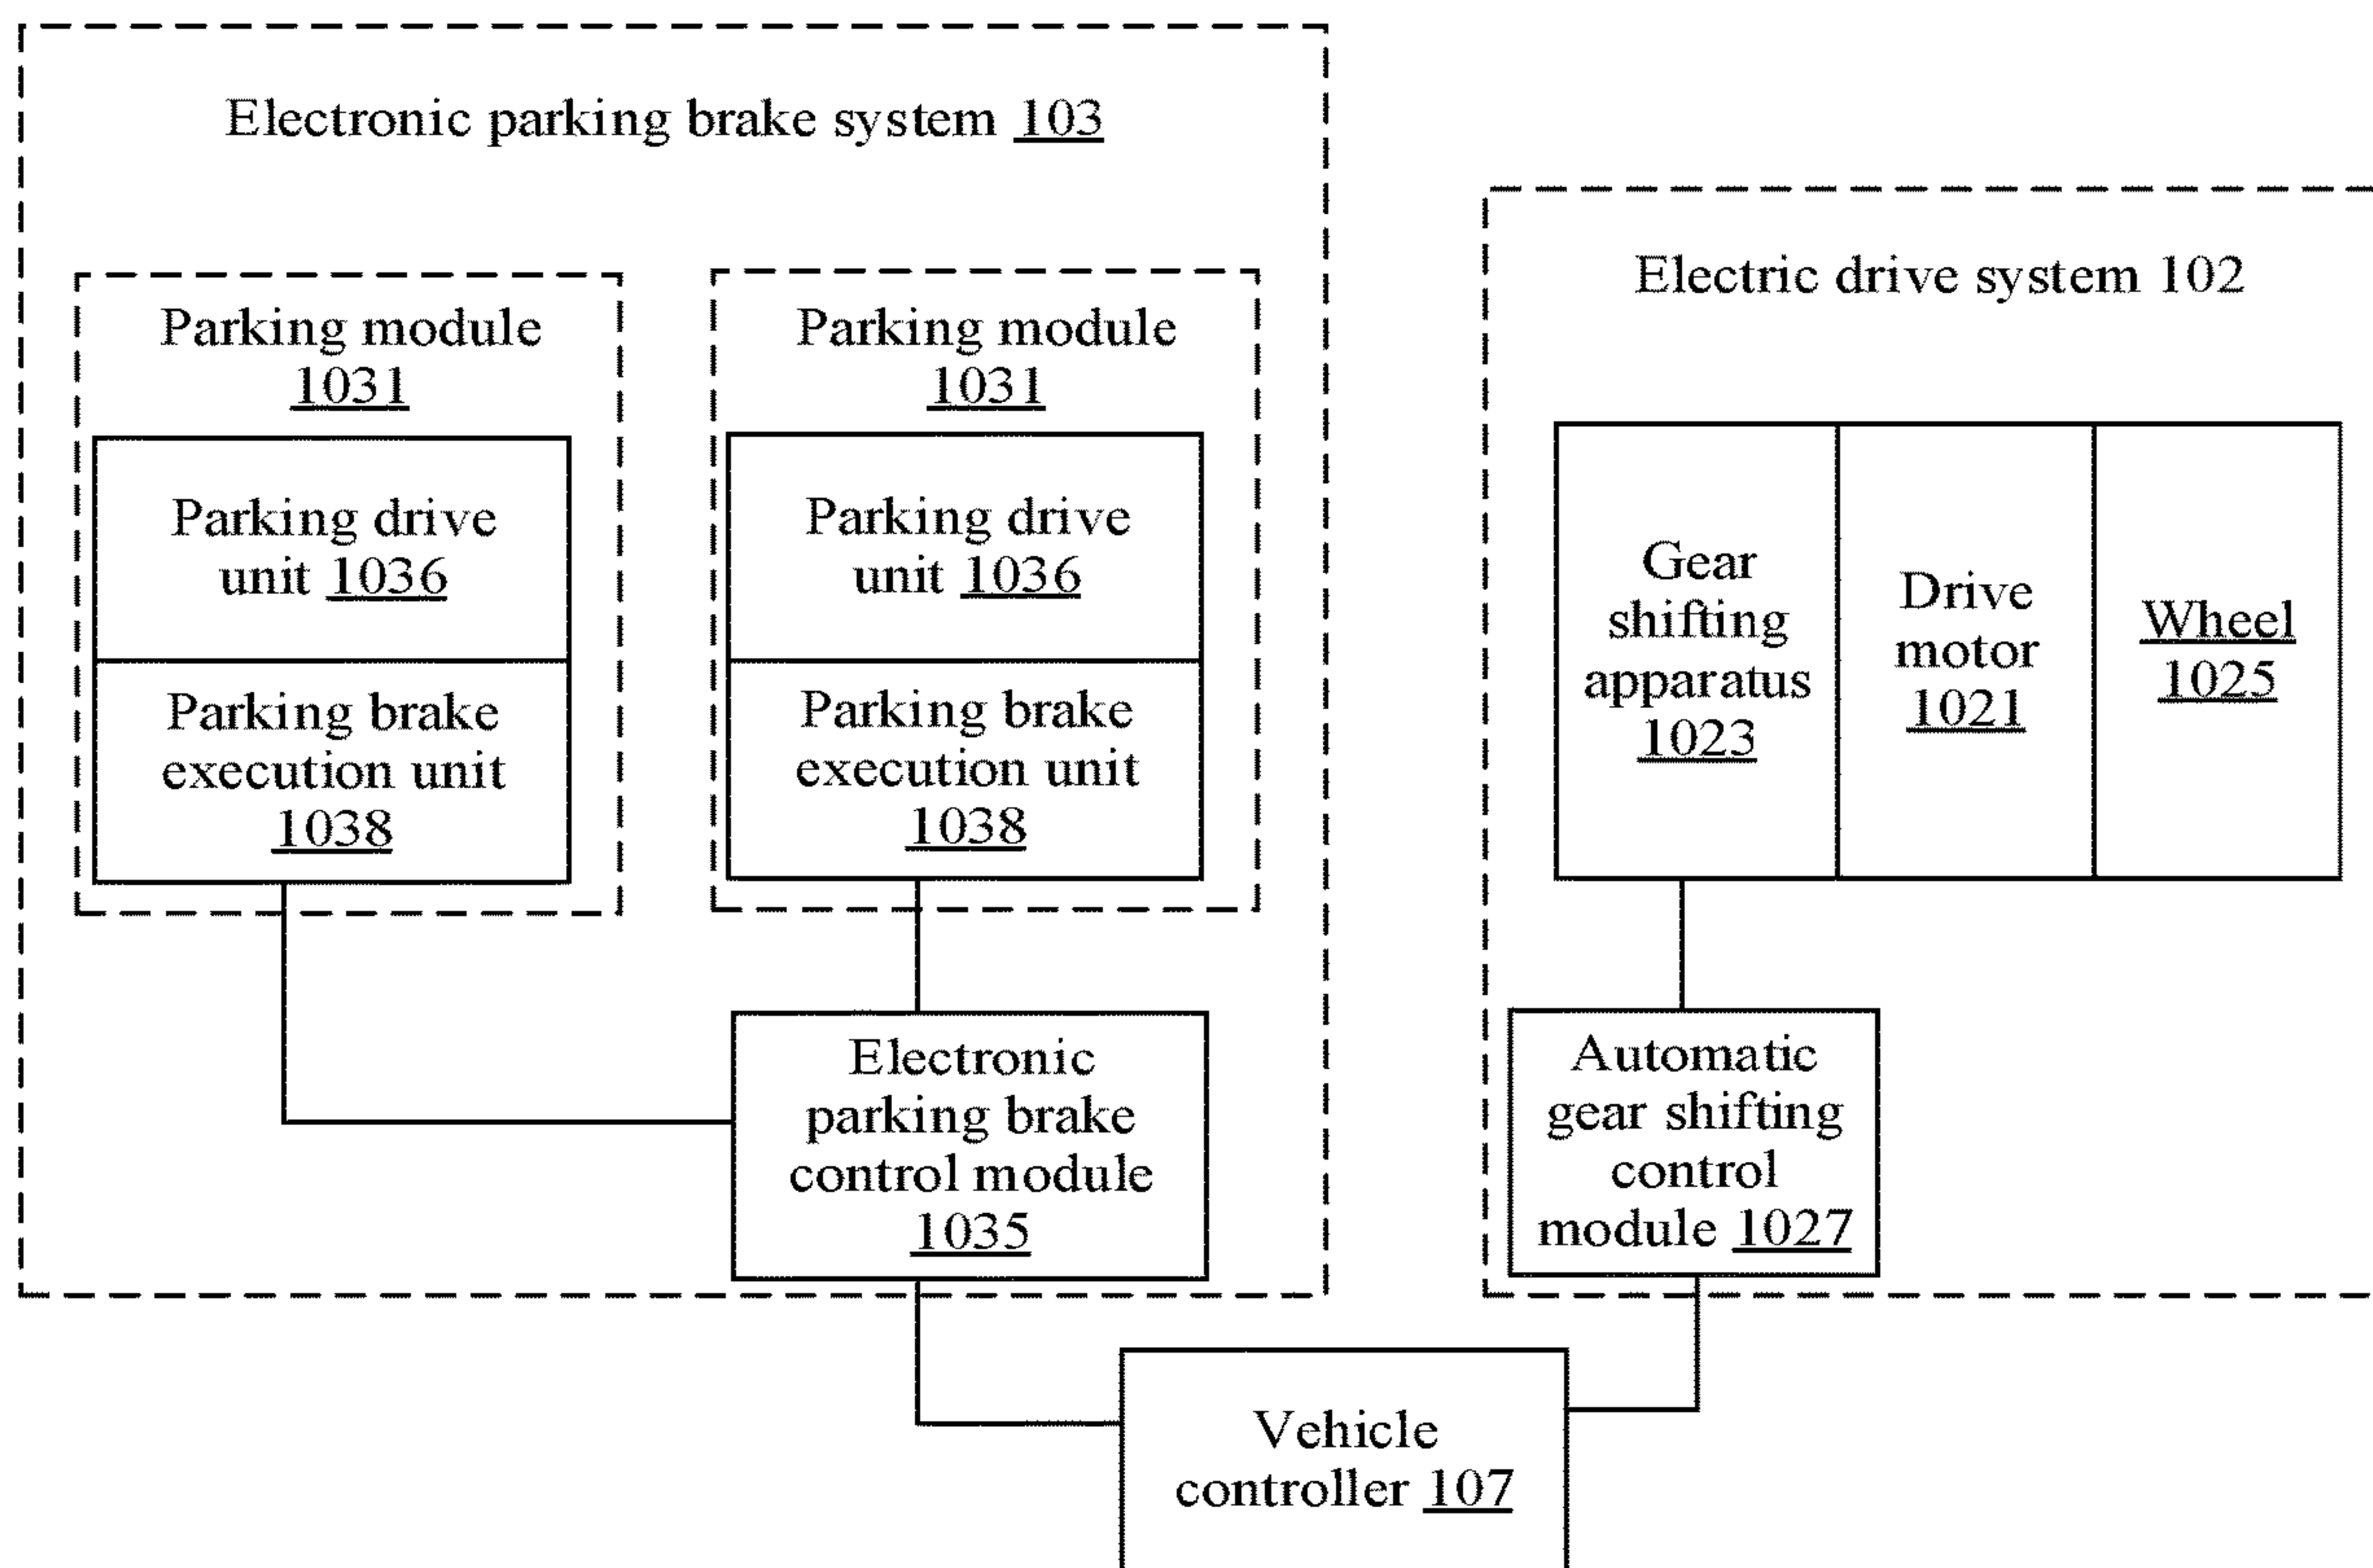 Electronic parking brake system 103
Parking module
1031
Parking drive
unit 1036
Parking brake
execution unit
1038
Parking module
1031
Parking drive
unit 1036
Parking brake
execution unit
1038
Electronic
parking brake
control module
1035
Electric drive system 102
Gear
shifting
apparatus
1023
Drive
motor
1021
Wheel
1025
Automatic
gear shifting
control
module 1027
Vehicle
controller 107